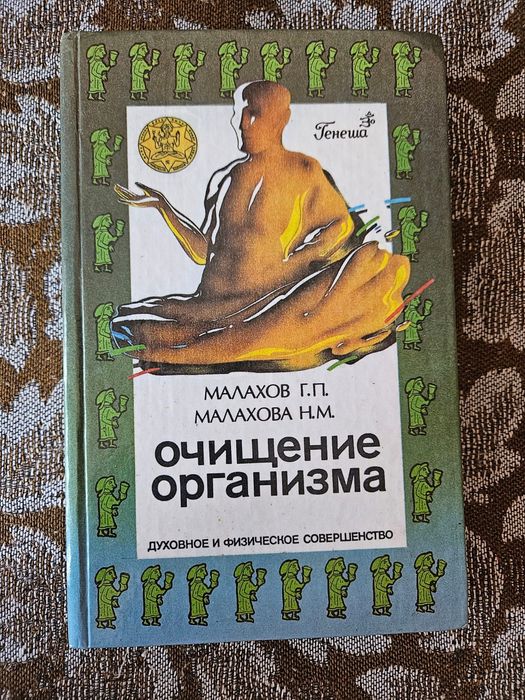 Генеша
МАЛАХОВ Г.П.
МАЛАХОВА Н.М.
ОЧИЩЕНИЕ
организма
ДУХОВНОЕ И ФИЗИЧЕСКОЕ СОВЕРШЕНСТВО